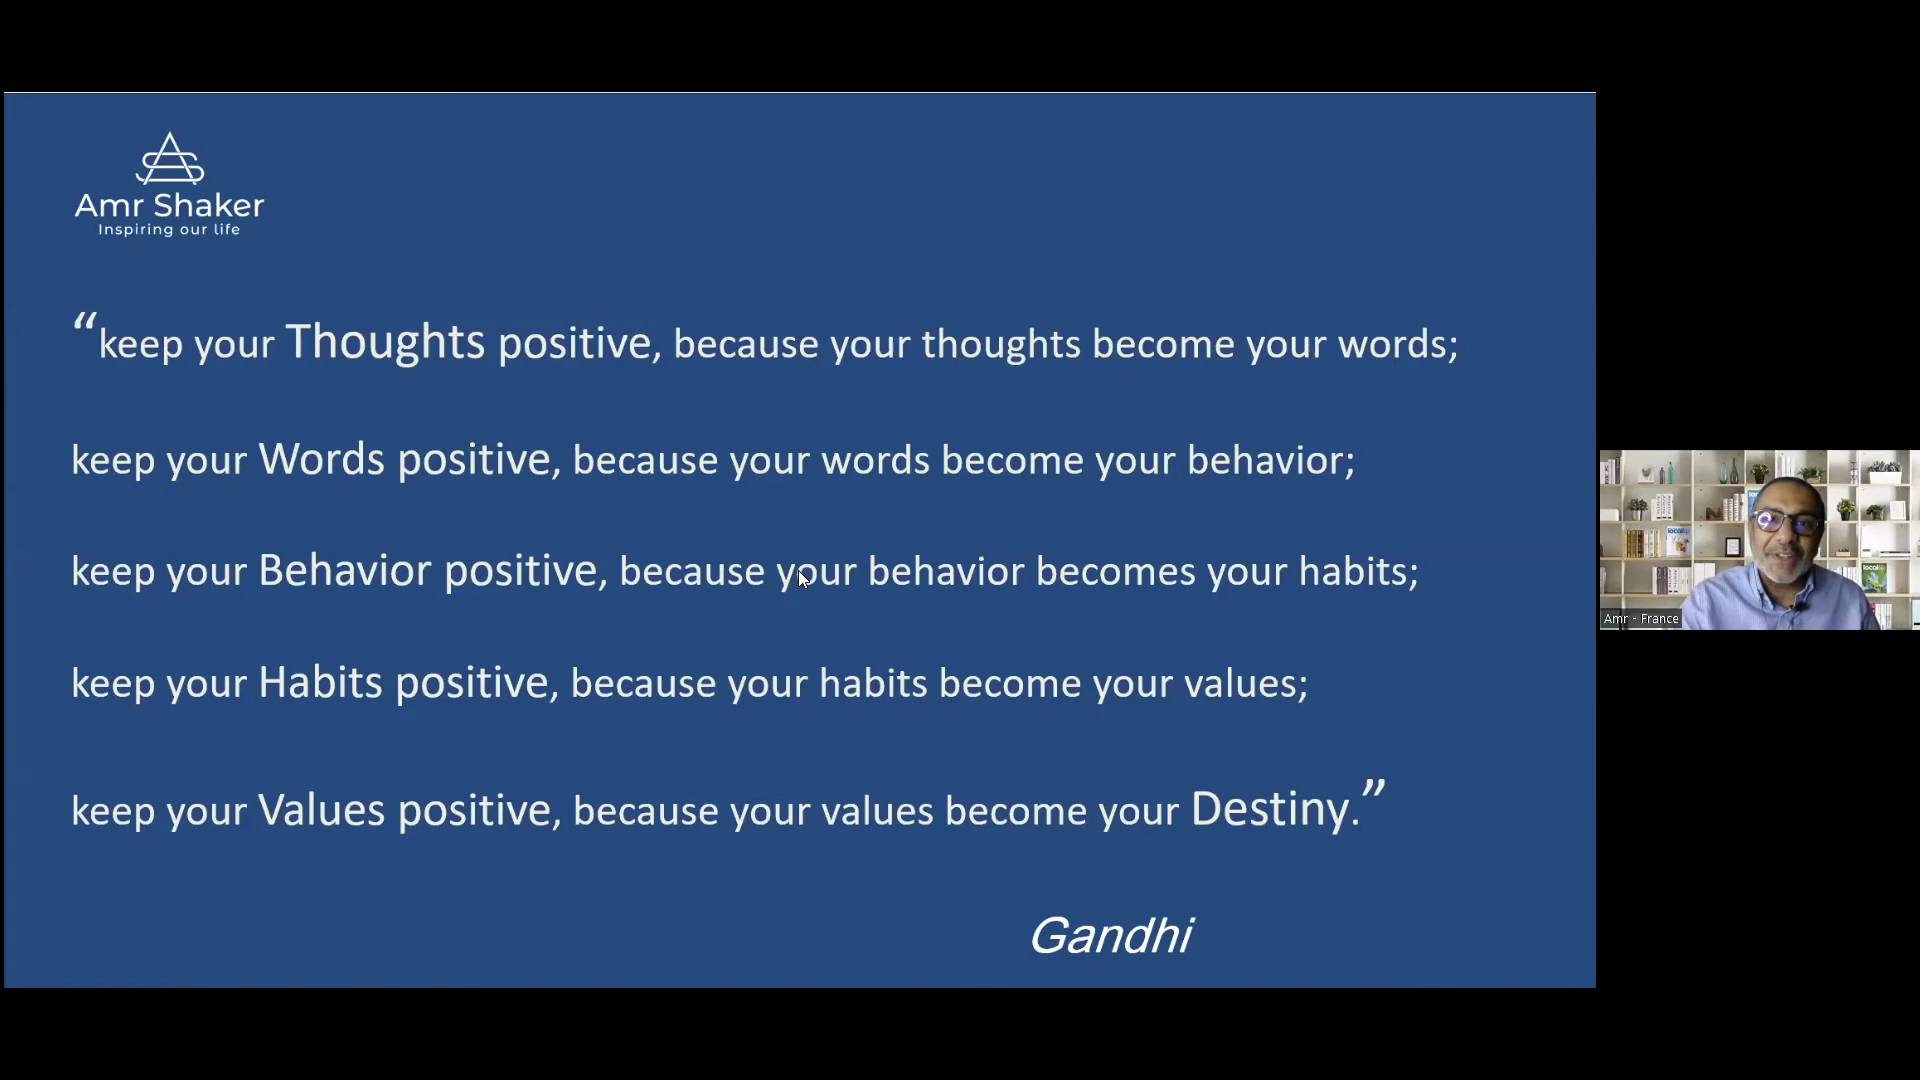 Amr Shaker
Inspiring our life
“keep your Thoughts positive, because your thoughts become your words;
keep your Words positive, because your words become your behavior;
keep your Behavior positive, because your behavior becomes your habits;
keep your Habits positive, because your habits become your values;
keep your Values positive, because your values become your Destiny.”
Gandhi
Amr - France